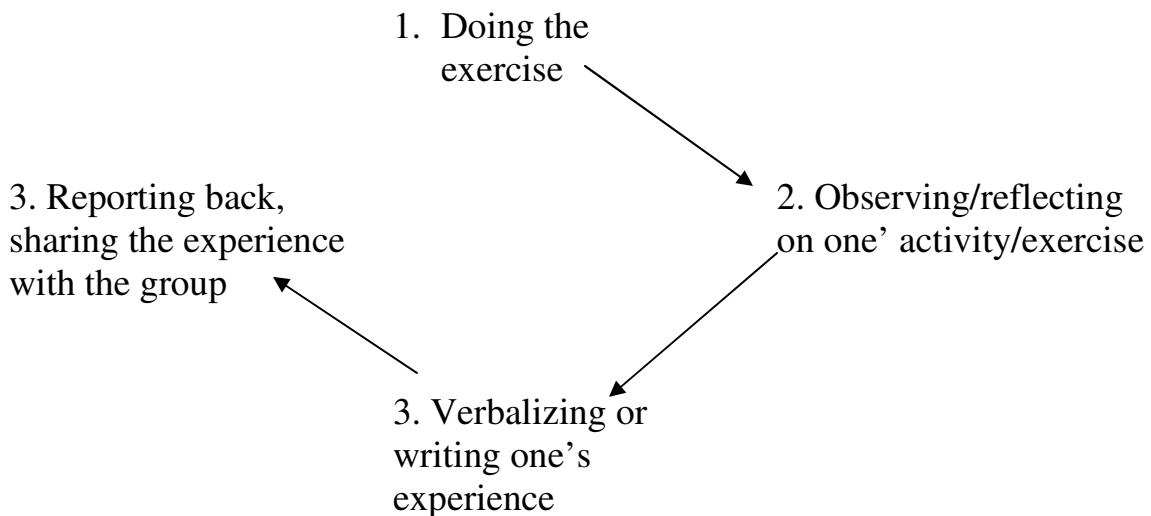 1. Doing the
exercise
2. Observing/reflecting
on one’ activity/exercise
3. Verbalizing or
writing one’s
experience
3. Reporting back,
sharing the experience
with the group